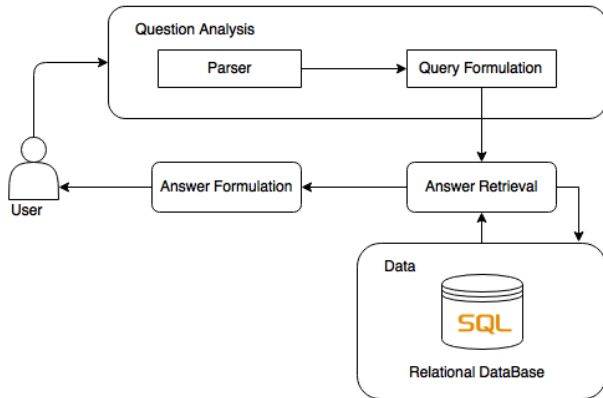 Question Analysis
Parser
Query Formulation
Answer Formulation
Answer Retrieval
User
Data
SQL
Relational DataBase